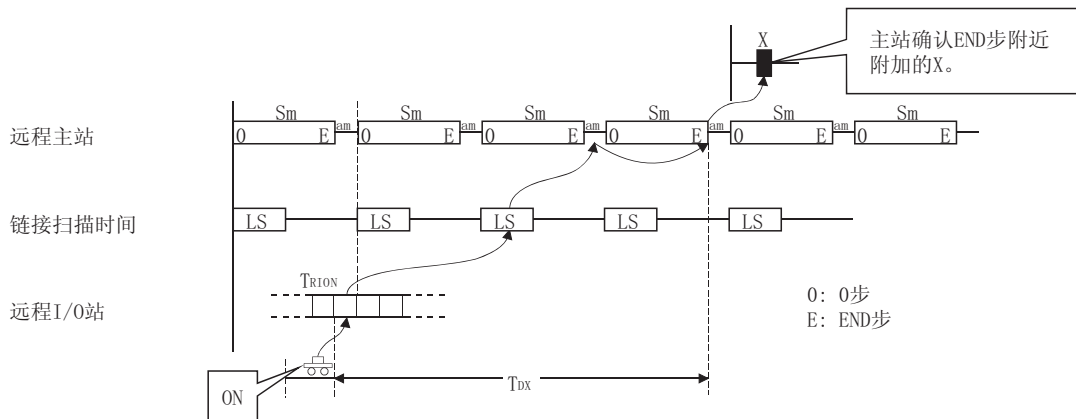 X
主站确认END步附近
附加的X。
Sm Sm Sm Sm Sm Sm
远程主站
0 E am 0 E am 0 E am 0 E am 0 E am 0 E
链接扫描时间
LS LS LS LS LS
TRION
远程I/O站
0: 0步
E: END步
ON
TDX